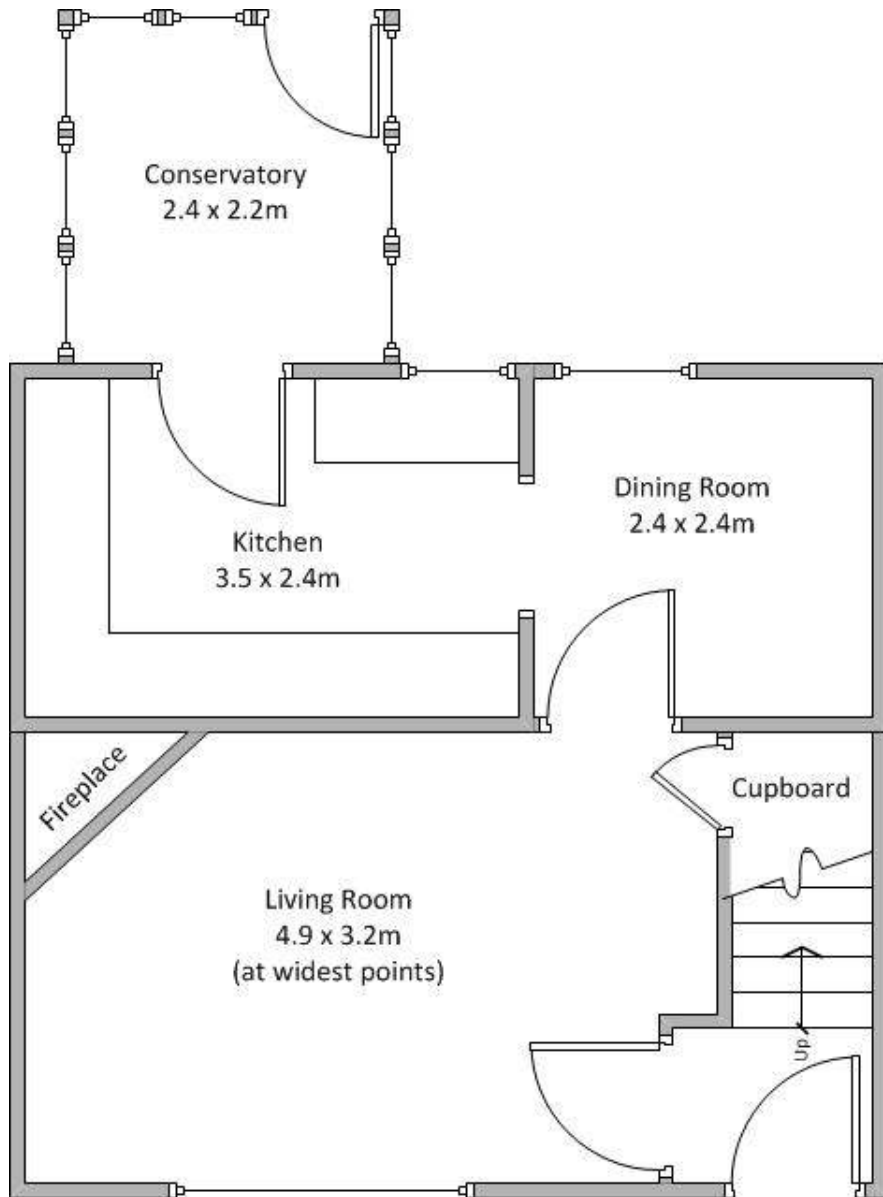 Conservatory
2.4 x 2.2m
Dining Room
2.4 x 2.4m
Kitchen
3.5 x 2.4m
Fireplace
Cupboard
Living Room
4.9 x 3.2m
(at widest points)
Up